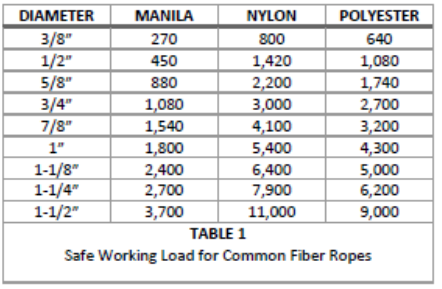 DIAMETER MANILA NYLON POLYESTER
3/8" 270 800 640
1/2" 450 1,420 1,080
5/8" 880 2,200 1,740
3/4" 1,080 3,000 2,700
7/8" 1,540 4,100 3,200
1" 1,800 5,400 4,300
1-1/8" 2,400 6,400 5,000
1-1/4" 2,700 7,900 6,200
1-1/2" 3,700 11,000 9,000
TABLE 1
Safe Working Load for Common Fiber Ropes